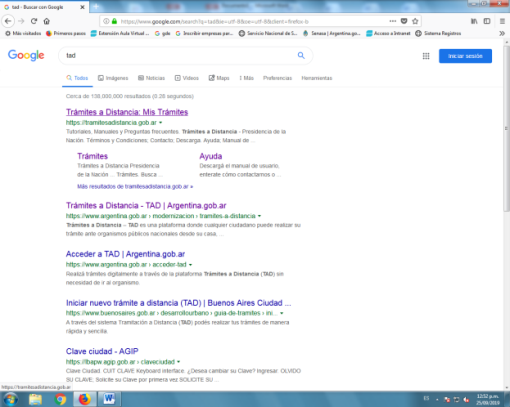 tad - Buscar con Google
https://www.google.com/search?q=tad&ie=utf-8&oe=utf-8&client=firefox-b
Más visitados Primeros pasos Extensión Aula Virtual ... gde Inscribir empresas par... Servicio Nacional de S... Senasa | Argentina.go... Acceso a Intranet Sistema Registros
Google tad Iniciar sesión
Todos Imágenes Noticias Videos Maps Más Preferencias Herramientas
Cerca de 138.000.000 resultados (0.28 segundos)
Trámites a Distancia: Mis Trámites
https://tramitesadistancia.gob.ar
Tutoriales, Manuales y Preguntas frecuentes. Trámites a Distancia - Presidencia de la
Nación. Términos y Condiciones; Contacto; Descarga. Ayuda; Manual de ...
Trámites Ayuda
Trámites a Distancia Presidencia Descargá el manual de usuario,
de la Nación ... Trámites. Busca ... enterate cómo contactarnos o ...
Más resultados de tramitesadistancia.gob.ar »
Trámites a Distancia - TAD | Argentina.gob.ar
https://www.argentina.gob.ar › modernizacion › tramites-a-distancia
Trámites a Distancia – TAD es una plataforma donde cualquier ciudadano puede realizar su
trámite ante organismos públicos nacionales desde su casa, ...
Acceder a TAD | Argentina.gob.ar
https://www.argentina.gob.ar › acceder-tad
Realizá trámites digitalmente a través de la plataforma Trámites a Distancia (TAD) sin
necesidad de ir al organismo.
Iniciar nuevo trámite a distancia (TAD) | Buenos Aires Ciudad ...
https://www.buenosaires.gob.ar › desarrollourbano › guia-de-tramites › ini...
A través del sistema Tramitación a Distancia (TAD) podés realizar tus trámites de manera
rápida y sencilla.
Clave ciudad - AGIP
https://lbapw.agip.gob.ar › claveciudad
Clave Ciudad. CUIT CLAVE Keyboard interface. ¿Desea cambiar su Clave? Ingresar. OLVIDO
SU CLAVE. Solicite su Clave por primera vez SOLICITE SU ...
https://tramitesadistancia.gob.ar
ES 12:12 p.m.
25/09/2019